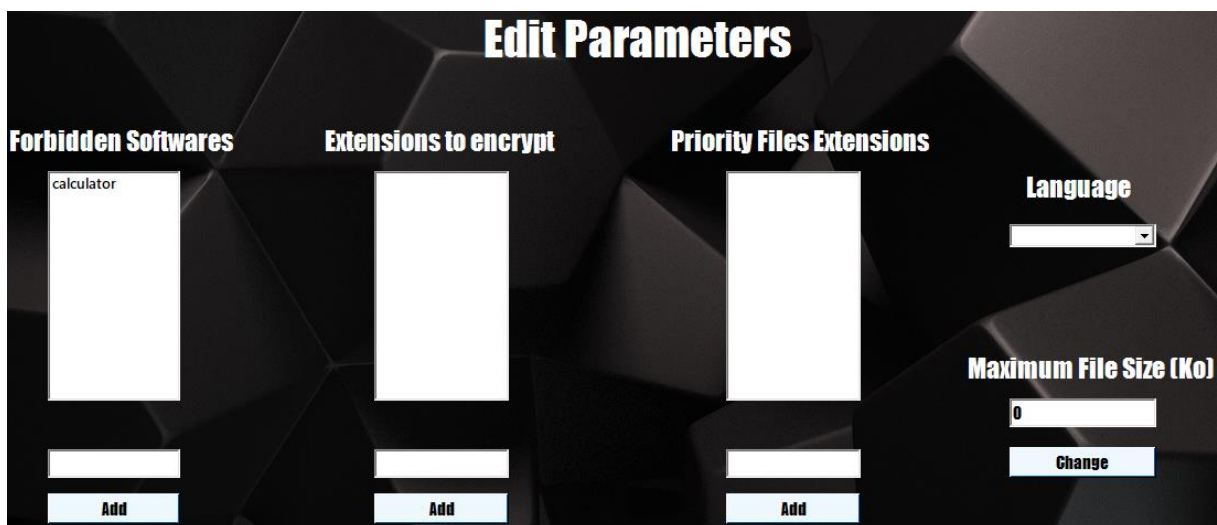 Edit Parameters
Forbidden Softwares
Extensions to encrypt
Priority Files Extensions
calculator
Language
Maximum File Size (Ko)
0
Change
Add
Add
Add